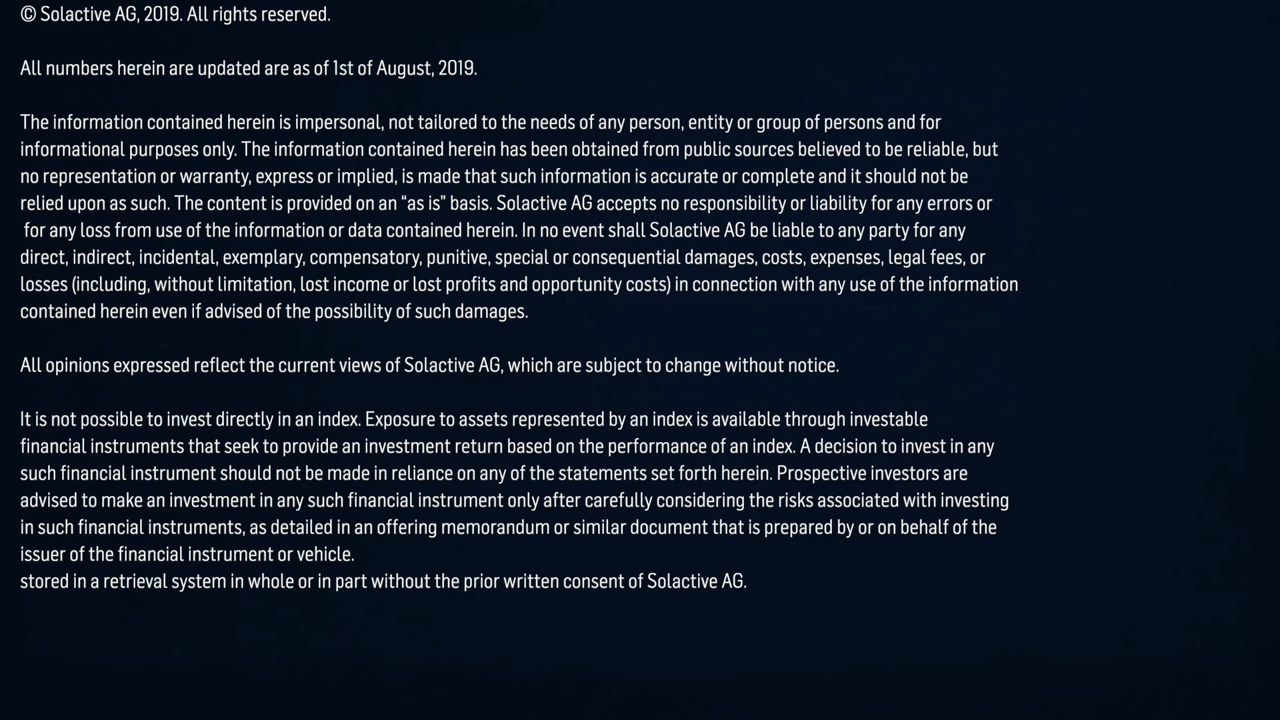 © Solactive AG, 2019. All rights reserved.
All numbers herein are updated are as of 1st of August, 2019.
The information contained herein is impersonal, not tailored to the needs of any person, entity or group of persons and for
informational purposes only. The information contained herein has been obtained from public sources believed to be reliable, but
no representation or warranty, express or implied, is made that such information is accurate or complete and it should not be
relied upon as such. The content is provided on an “as is” basis. Solactive AG accepts no responsibility or liability for any errors or
for any loss from use of the information or data contained herein. In no event shall Solactive AG be liable to any party for any
direct, indirect, incidental, exemplary, compensatory, punitive, special or consequential damages, costs, expenses, legal fees, or
losses (including, without limitation, lost income or lost profits and opportunity costs) in connection with any use of the information
contained herein even if advised of the possibility of such damages.
All opinions expressed reflect the current views of Solactive AG, which are subject to change without notice.
It is not possible to invest directly in an index. Exposure to assets represented by an index is available through investable
financial instruments that seek to provide an investment return based on the performance of an index. A decision to invest in any
such financial instrument should not be made in reliance on any of the statements set forth herein. Prospective investors are
advised to make an investment in any such financial instrument only after carefully considering the risks associated with investing
in such financial instruments, as detailed in an offering memorandum or similar document that is prepared by or on behalf of the
issuer of the financial instrument or vehicle.
stored in a retrieval system in whole or in part without the prior written consent of Solactive AG.